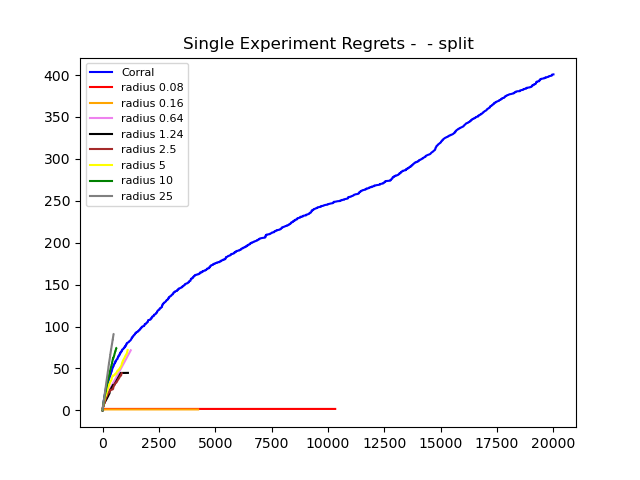 Single Experiment Regrets -  - split
400
350
300
250
200
150
100
50
0
Corral
radius 0.08
radius 0.16
radius 0.64
radius 1.24
radius 2.5
radius 5
radius 10
radius 25
0 2500 5000 7500 10000 12500 15000 17500 20000